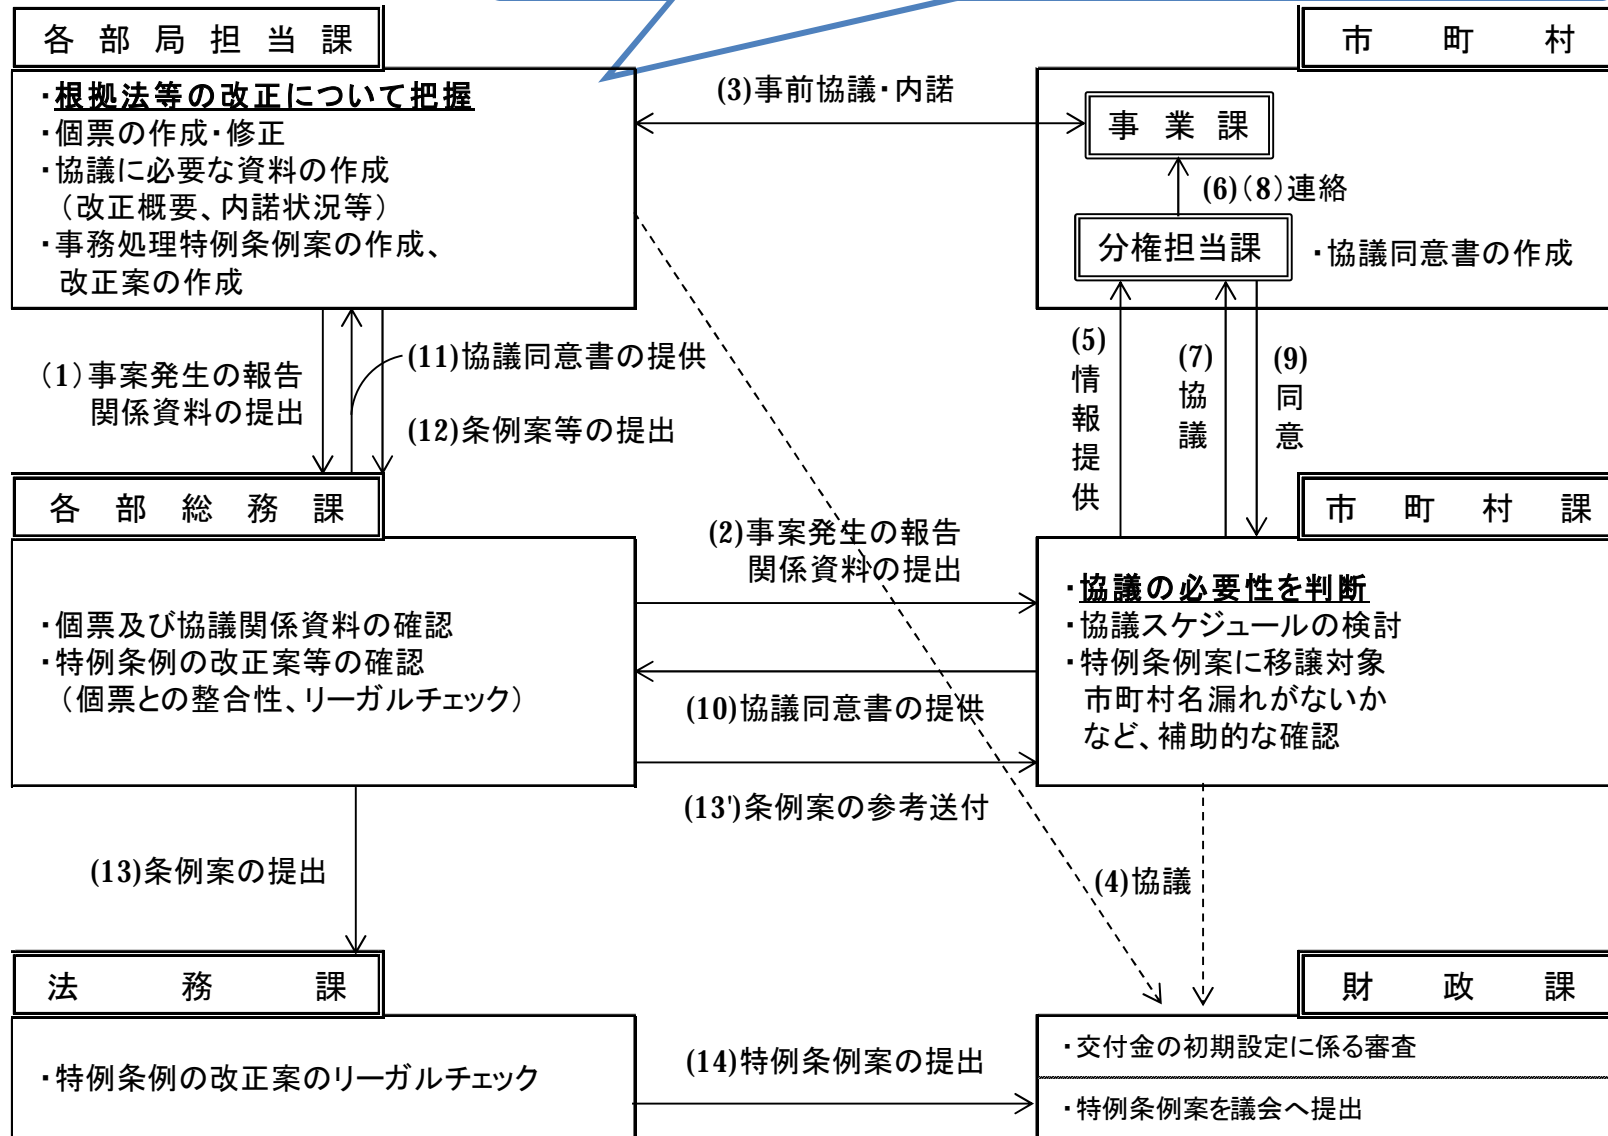 各部局担当課
・根拠法等の改正について把握
・個票の作成・修正
・協議に必要な資料の作成
（改正概要、内諾状況等）
・事務処理特例条例案の作成、
改正案の作成
(3)事前協議・内諾
市町村
事業課
(6)(8)連絡
分権担当課
・協議同意書の作成
(1)事案発生の報告
関係資料の提出
(11)協議同意書の提供
(12)条例案等の提出
(5)情報提供
(7)協議
(9)同意
各部総務課
・個票及び協議関係資料の確認
・特例条例の改正案等の確認
（個票との整合性、リーガルチェック）
(2)事案発生の報告
関係資料の提出
(10)協議同意書の提供
(13')条例案の参考送付
市町村課
・協議の必要性を判断
・協議スケジュールの検討
・特例条例案に移譲対象
市町村名漏れがないか
など、補助的な確認
(13)条例案の提出
(4)協議
法務課
・特例条例の改正案のリーガルチェック
(14)特例条例案の提出
財政課
・交付金の初期設定に係る審査
・特例条例案を議会へ提出